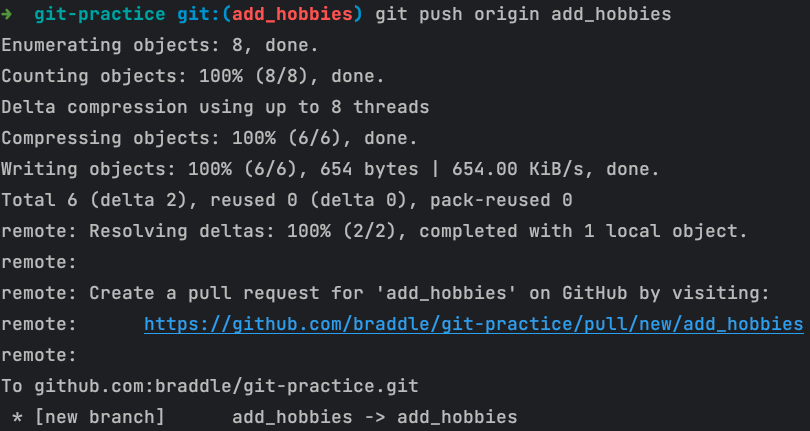 ➜  git-practice git:(add_hobbies) git push origin add_hobbies
Enumerating objects: 8, done.
Counting objects: 100% (8/8), done.
Delta compression using up to 8 threads
Compressing objects: 100% (6/6), done.
Writing objects: 100% (6/6), 654 bytes | 654.00 KiB/s, done.
Total 6 (delta 2), reused 0 (delta 0), pack-reused 0
remote: Resolving deltas: 100% (2/2), completed with 1 local object.
remote:
remote: Create a pull request for 'add_hobbies' on GitHub by visiting:
remote:      https://github.com/braddle/git-practice/pull/new/add_hobbies
remote:
To github.com:braddle/git-practice.git
 * [new branch]      add_hobbies -> add_hobbies